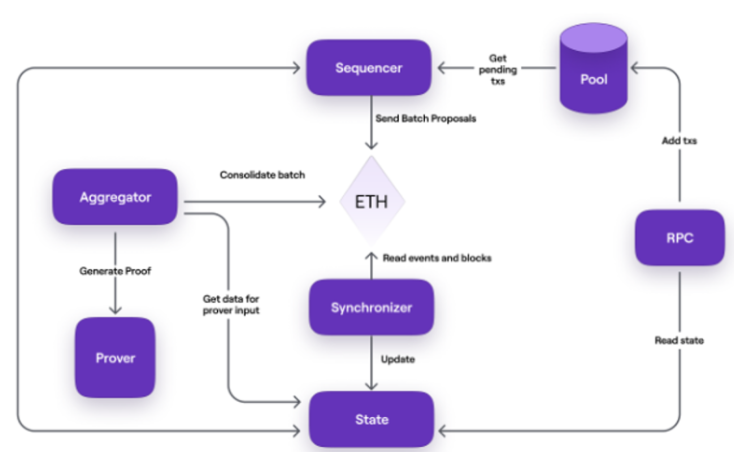 Sequencer
Get
pending
txs
Pool
Send Batch Proposals
Add txs
Aggregator
Consolidate batch
ETH
RPC
Generate Proof
Read events and blocks
Get data for
prover input
Synchronizer
Read state
Prover
Update
State